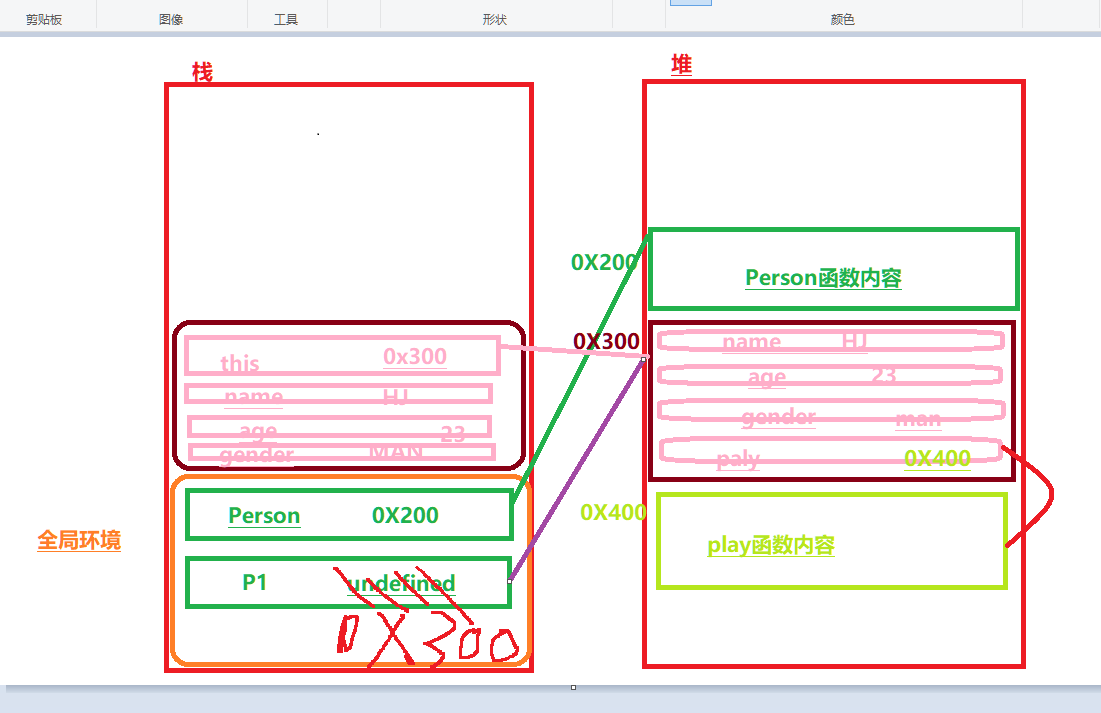 剪贴板 图像 工具 形状 颜色
栈 堆
0X200 Person函数内容
this 0x300
name HJ
age 23
gender MAN
0X300
name HJ
age 23
gender man
paly 0X400
全局环境
Person 0X200
P1 undefined
0X300
0X400 play函数内容